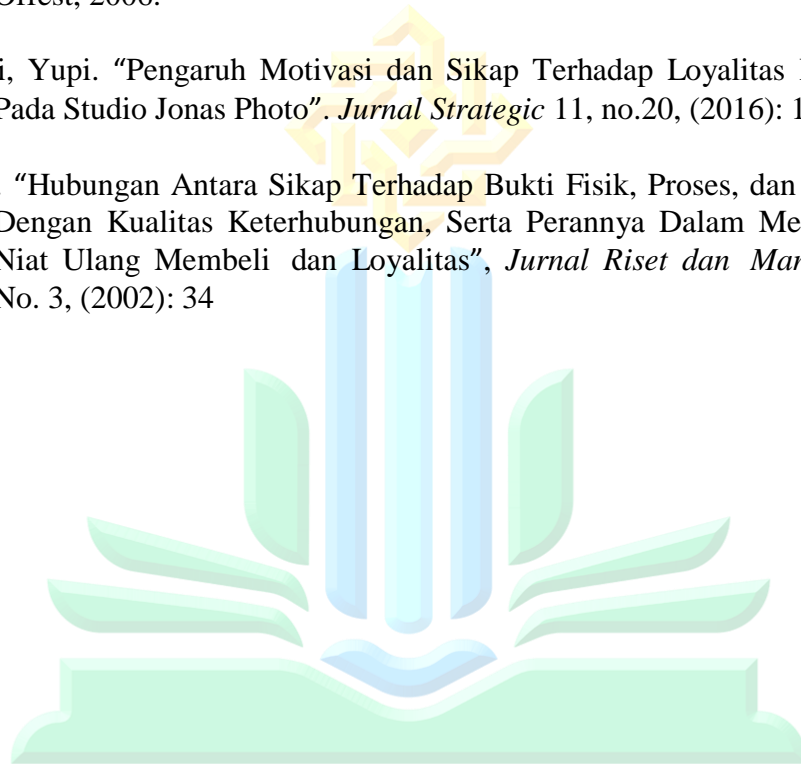 i, Yupi. “Pengaruh Motivasi dan Sikap Terhadap Loyalitas
Pada Studio Jonas Photo”. Jurnal Strategic 11, no.20, (2016): 1
“Hubungan Antara Sikap Terhadap Bukti Fisik, Proses, dan
Dengan Kualitas Keterhubungan, Serta Perannya Dalam Me
Niat Ulang Membeli dan Loyalitas”, Jurnal Riset dan Mar
No. 3, (2002): 34